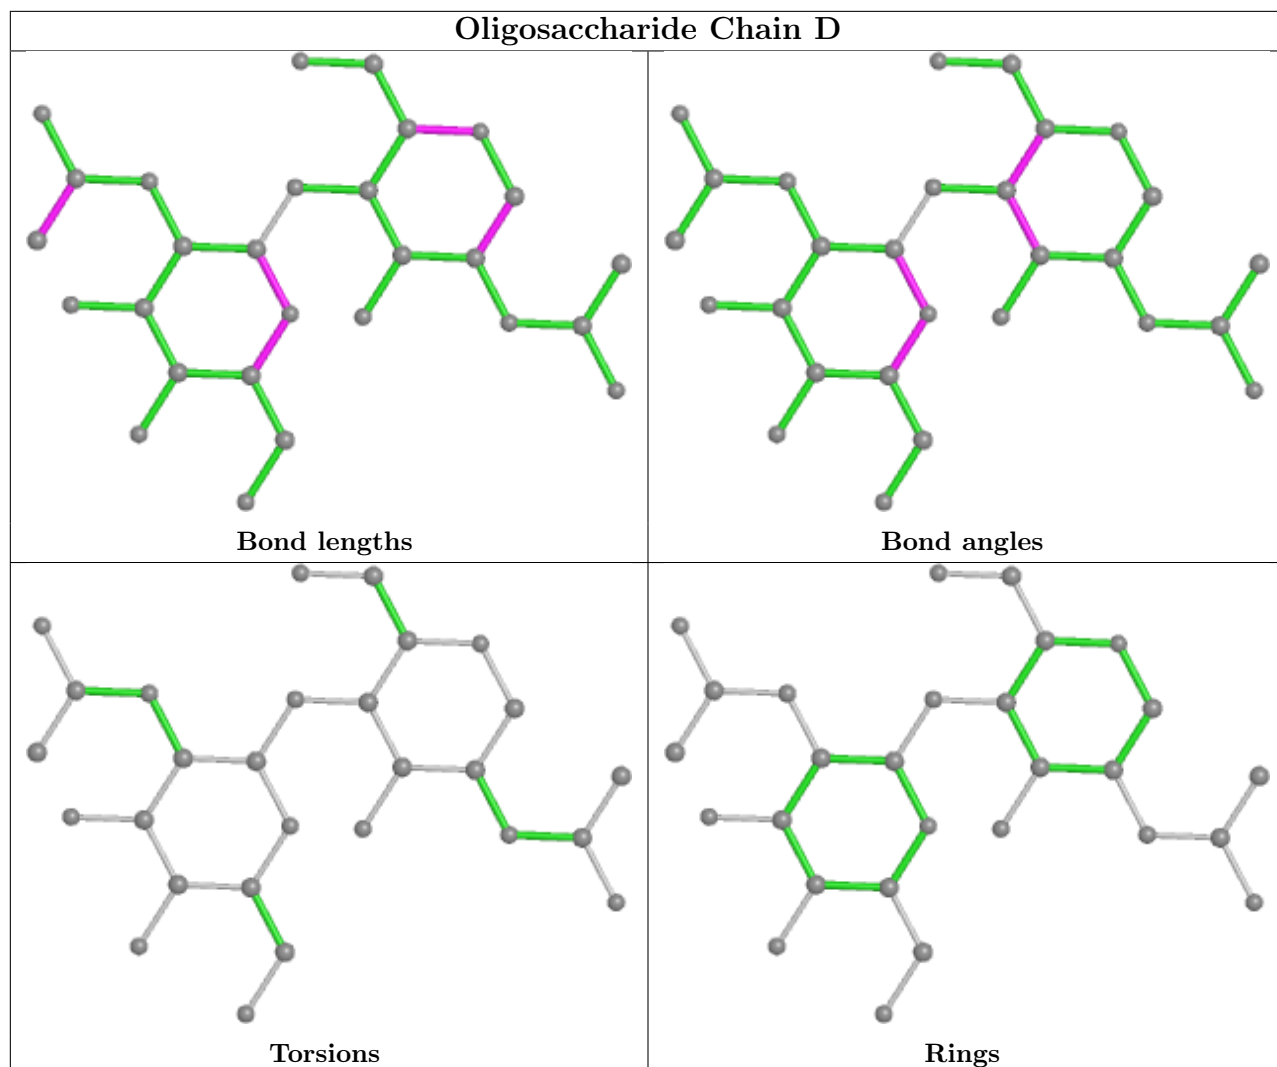 Oligosaccharide Chain D
Bond lengths
Bond angles
Torsions
Rings